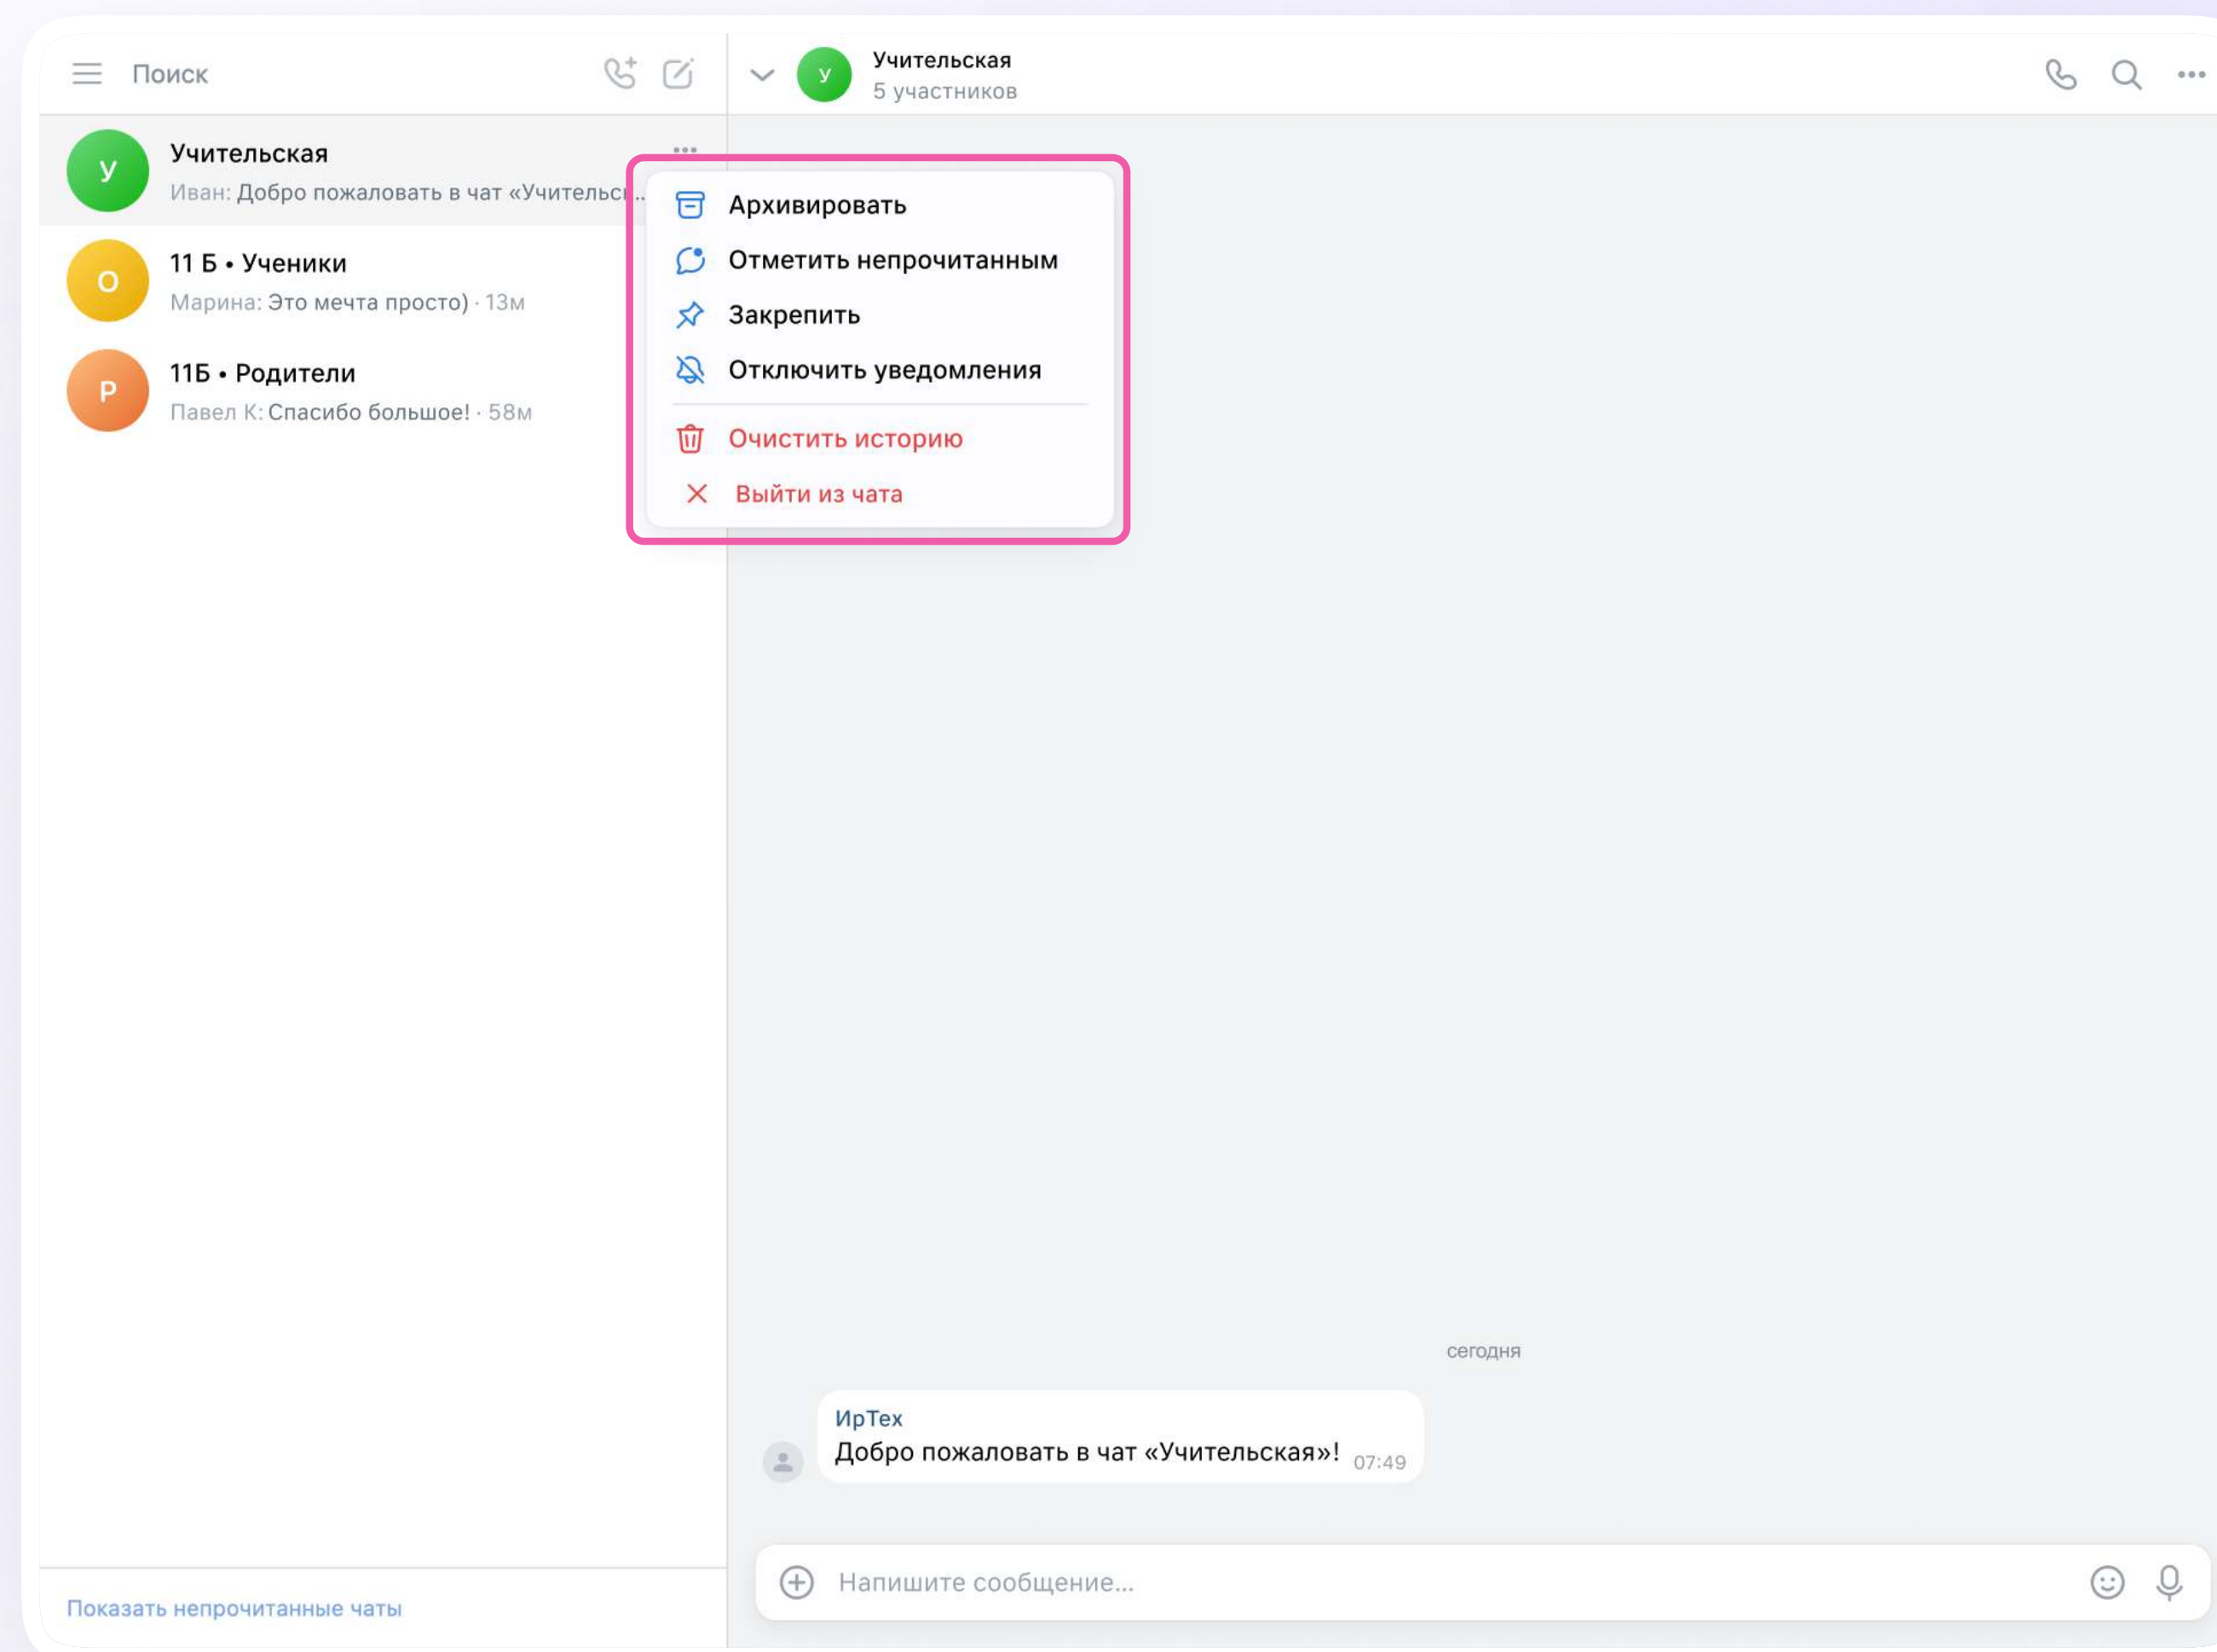 Поиск
У
Учительская
5 участников
У
Учительская
Иван: Добро пожаловать в чат «Учительс...
О
11 Б • Ученики
Марина: Это мечта просто) · 13м
Р
11Б • Родители
Павел К: Спасибо большое! · 58м
Архивировать
Отметить непрочитанным
Закрепить
Отключить уведомления
Очистить историю
Выйти из чата
сегодня
ИрТех
Добро пожаловать в чат «Учительская»! 07:49
Напишите сообщение...
Показать непрочитанные чаты